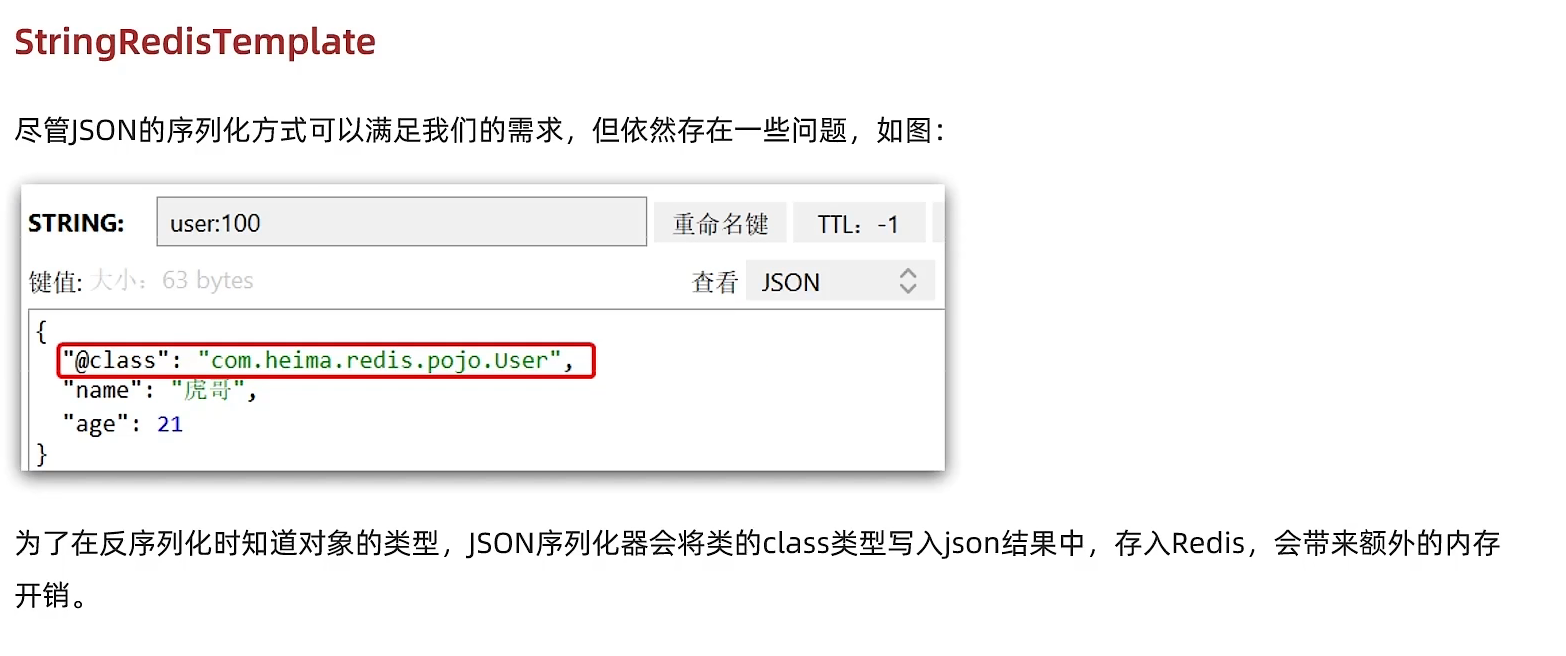 StringRedisTemplate
尽管JSON的序列化方式可以满足我们的需求，但依然存在一些问题，如图：
STRING: user:100 重命名键 TTL：-1
键值: 大小：63 bytes 查看 JSON
{
"@class": "com.heima.redis.pojo.User",
"name": "虎哥",
"age": 21
}
为了在反序列化时知道对象的类型，JSON序列化器会将类的class类型写入json结果中，存入Redis，会带来额外的内存
开销。